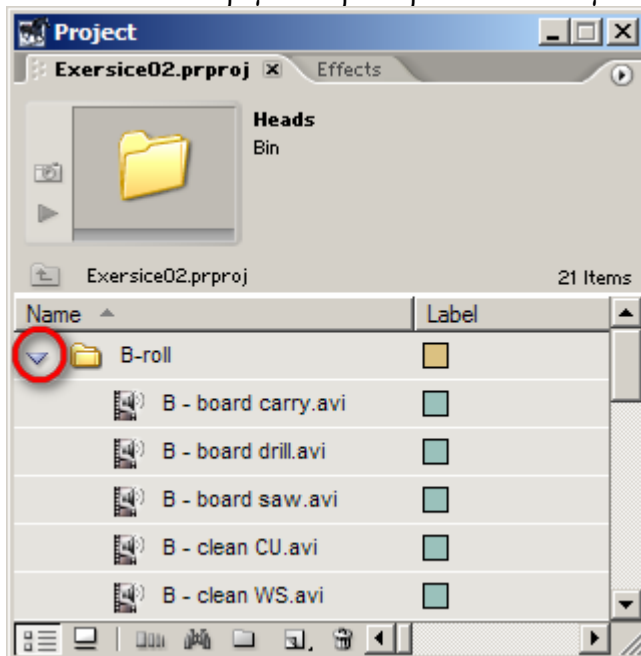 Project
Exersice02.prproj Effects
Heads
Bin
Exersice02.prproj 21 Items
Name Label
B-roll
B - board carry.avi
B - board drill.avi
B - board saw.avi
B - clean CU.avi
B - clean WS.avi